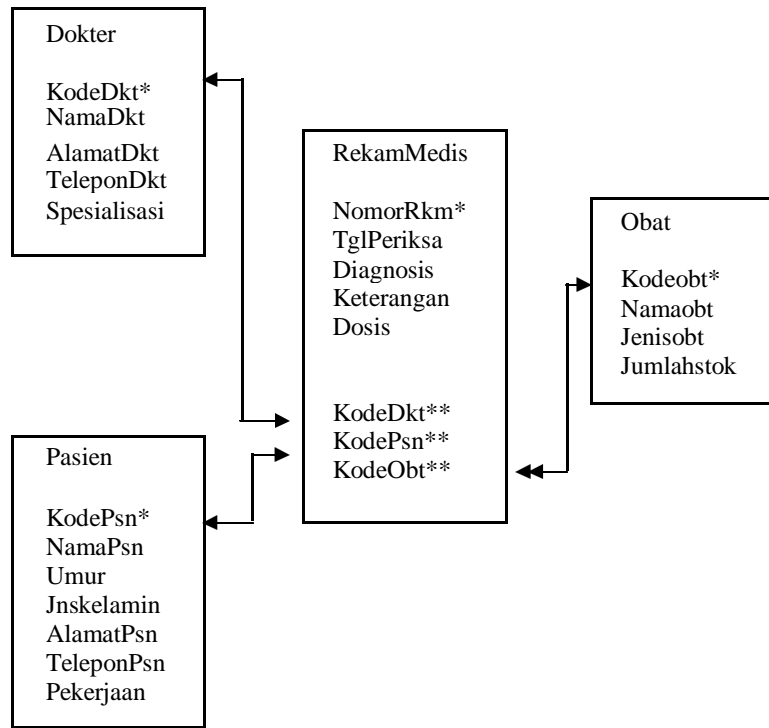 Dokter
KodeDkt*
NamaDkt
AlamatDkt
TeleponDkt
Spesialisasi
RekamMedis
NomorRkm*
TglPeriksa
Diagnosis
Keterangan
Dosis
KodeDkt**
KodePsn**
KodeObt**
Obat
Kodeobt*
Namaobt
Jenisobt
Jumlahstok
Pasien
KodePsn*
NamaPsn
Umur
Jnskelamin
AlamatPsn
TeleponPsn
Pekerjaan